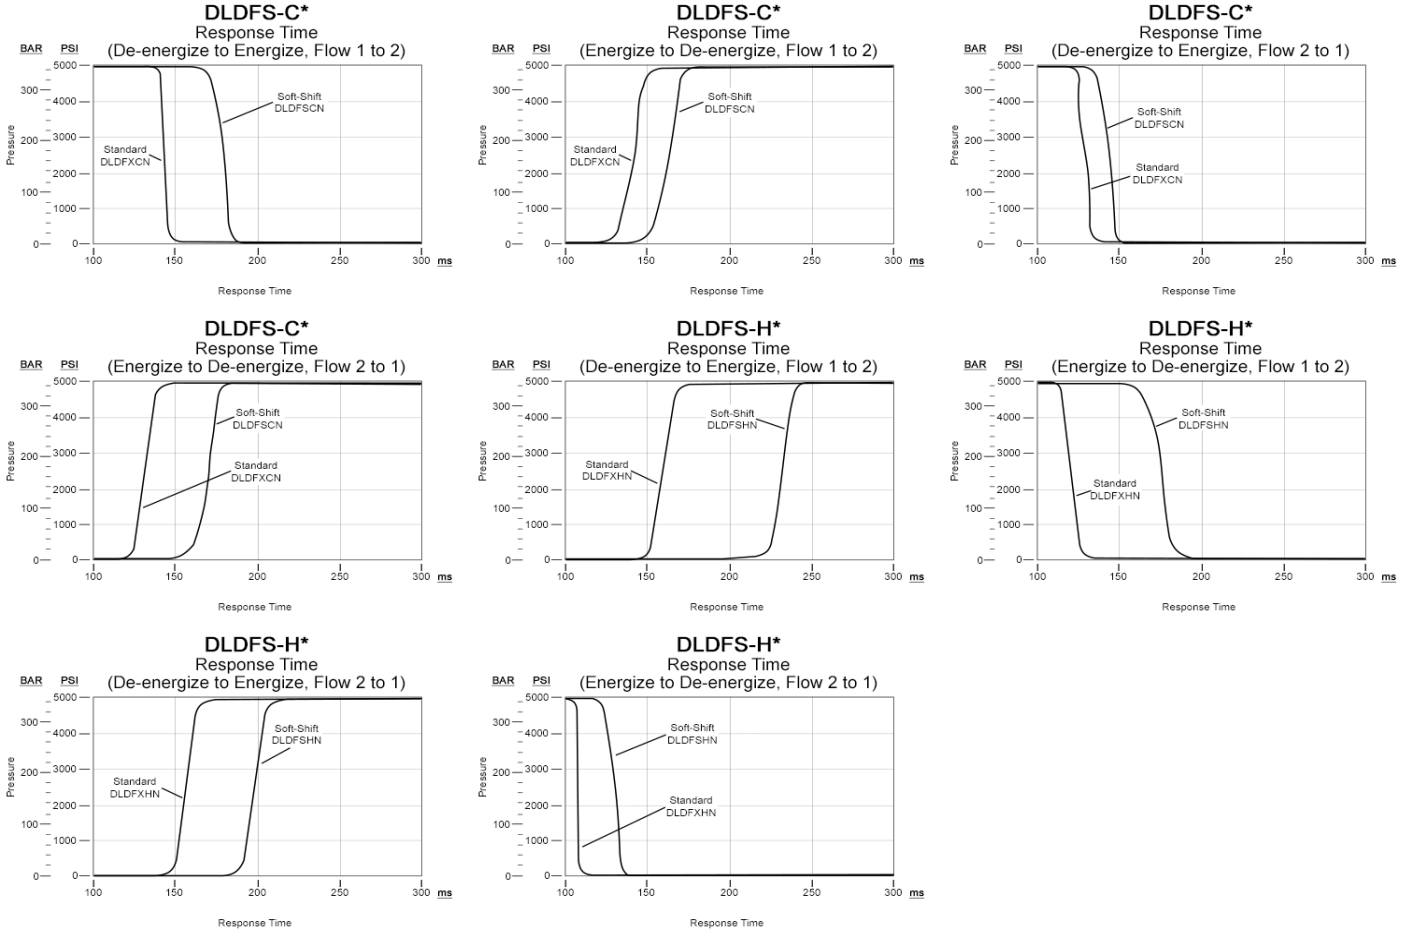 DLDFS-C*
Response Time
(De-energize to Energize, Flow 1 to 2)
BAR PSI
5000
300
4000
Soft-Shift
DLDFSCN
3000
200
Standard
DLDFXCN
2000
100
1000
0
0
Pressure
100 150 200 250 300 ms
Response Time
DLDFS-C*
Response Time
(Energize to De-energize, Flow 1 to 2)
BAR PSI
5000
300
4000
Soft-Shift
DLDFSCN
3000
200
Standard
DLDFXCN
2000
100
1000
0
0
Pressure
100 150 200 250 300 ms
Response Time
DLDFS-C*
Response Time
(De-energize to Energize, Flow 2 to 1)
BAR PSI
5000
300
4000
Soft-Shift
DLDFSCN
3000
200
Standard
DLDFXCN
2000
100
1000
0
0
Pressure
100 150 200 250 300 ms
Response Time
DLDFS-C*
Response Time
(Energize to De-energize, Flow 2 to 1)
BAR PSI
5000
300
4000
Soft-Shift
DLDFSCN
3000
200
Standard
DLDFXCN
2000
100
1000
0
0
Pressure
100 150 200 250 300 ms
Response Time
DLDFS-H*
Response Time
(De-energize to Energize, Flow 1 to 2)
BAR PSI
5000
300
4000
Soft-Shift
DLDFSHN
3000
200
Standard
DLDFXHN
2000
100
1000
0
0
Pressure
100 150 200 250 300 ms
Response Time
DLDFS-H*
Response Time
(Energize to De-energize, Flow 1 to 2)
BAR PSI
5000
300
4000
Soft-Shift
DLDFSHN
3000
200
Standard
DLDFXHN
2000
100
1000
0
0
Pressure
100 150 200 250 300 ms
Response Time
DLDFS-H*
Response Time
(De-energize to Energize, Flow 2 to 1)
BAR PSI
5000
300
4000
Soft-Shift
DLDFSHN
3000
200
Standard
DLDFXHN
2000
100
1000
0
0
Pressure
100 150 200 250 300 ms
Response Time
DLDFS-H*
Response Time
(Energize to De-energize, Flow 2 to 1)
BAR PSI
5000
300
4000
Soft-Shift
DLDFSHN
3000
200
Standard
DLDFXHN
2000
100
1000
0
0
Pressure
100 150 200 250 300 ms
Response Time